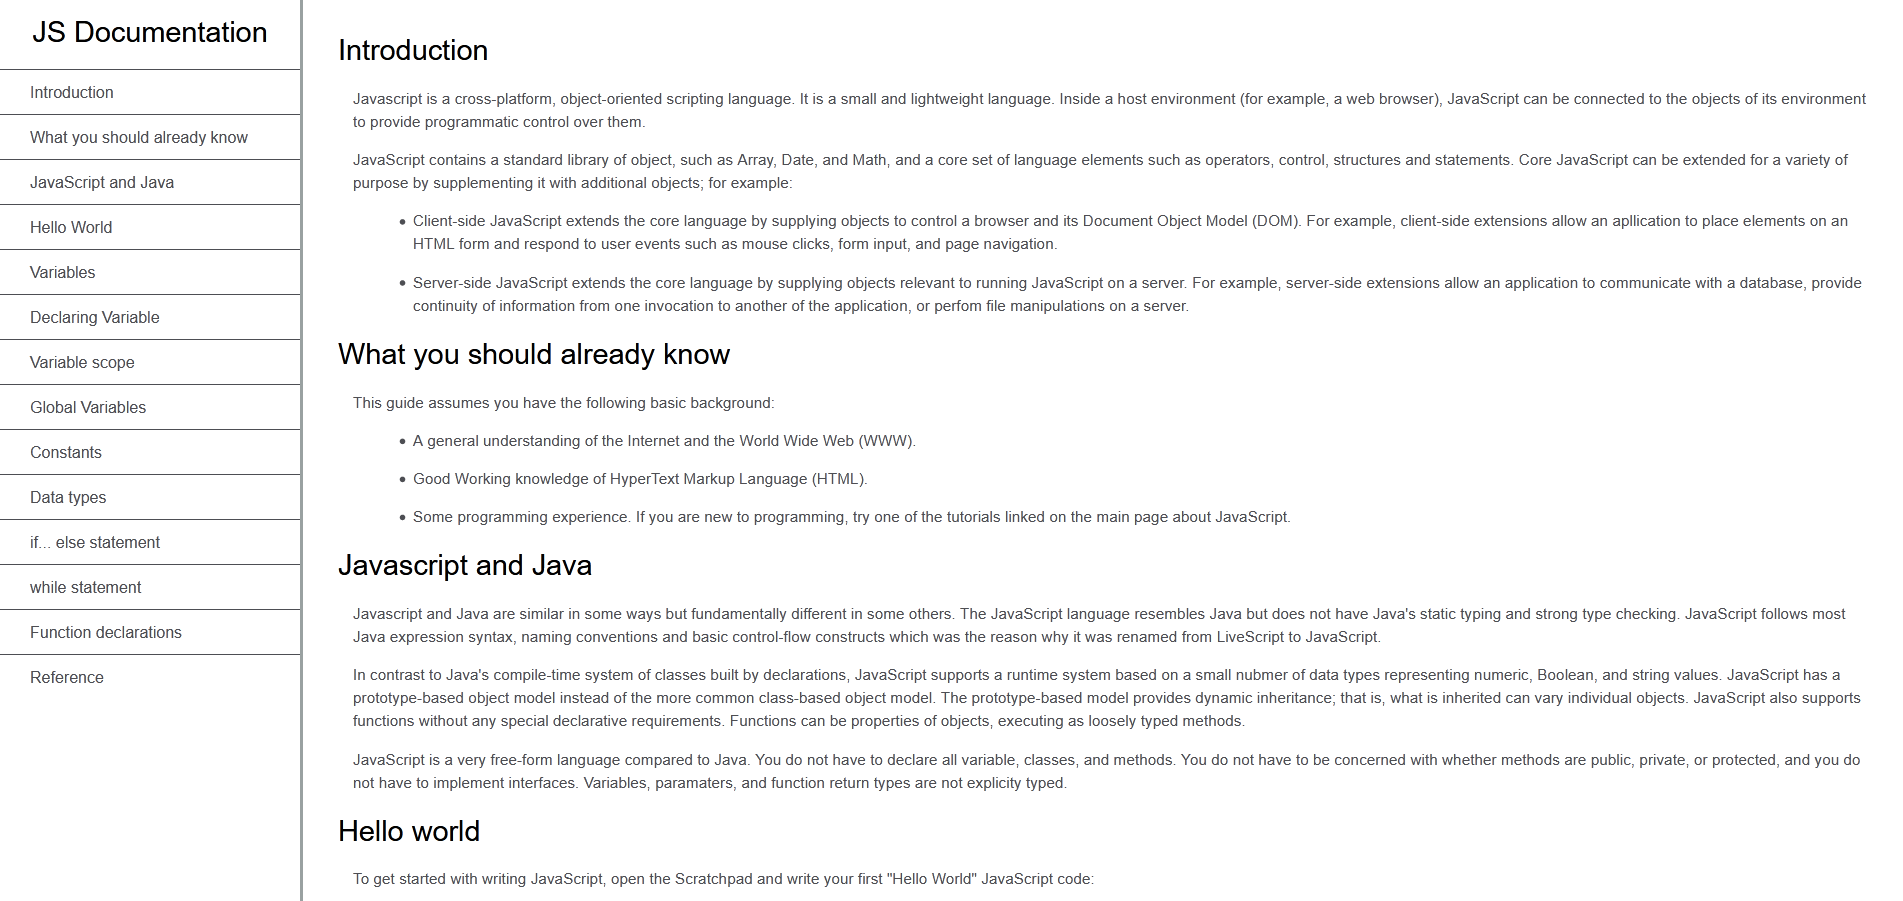 JS Documentation
Introduction
What you should already know
JavaScript and Java
Hello World
Variables
Declaring Variable
Variable scope
Global Variables
Constants
Data types
if... else statement
while statement
Function declarations
Reference
Introduction
Javascript is a cross-platform, object-oriented scripting language. It is a small and lightweight language. Inside a host environment (for example, a web browser), JavaScript can be connected to the objects of its environment
to provide programmatic control over them.
JavaScript contains a standard library of object, such as Array, Date, and Math, and a core set of language elements such as operators, control, structures and statements. Core JavaScript can be extended for a variety of
purpose by supplementing it with additional objects; for example:
• Client-side JavaScript extends the core language by supplying objects to control a browser and its Document Object Model (DOM). For example, client-side extensions allow an apllication to place elements on an
HTML form and respond to user events such as mouse clicks, form input, and page navigation.
• Server-side JavaScript extends the core language by supplying objects relevant to running JavaScript on a server. For example, server-side extensions allow an application to communicate with a database, provide
continuity of information from one invocation to another of the application, or perfom file manipulations on a server.
What you should already know
This guide assumes you have the following basic background:
• A general understanding of the Internet and the World Wide Web (WWW).
• Good Working knowledge of HyperText Markup Language (HTML).
• Some programming experience. If you are new to programming, try one of the tutorials linked on the main page about JavaScript.
Javascript and Java
Javascript and Java are similar in some ways but fundamentally different in some others. The JavaScript language resembles Java but does not have Java's static typing and strong type checking. JavaScript follows most
Java expression syntax, naming conventions and basic control-flow constructs which was the reason why it was renamed from LiveScript to JavaScript.
In contrast to Java's compile-time system of classes built by declarations, JavaScript supports a runtime system based on a small nubmer of data types representing numeric, Boolean, and string values. JavaScript has a
prototype-based object model instead of the more common class-based object model. The prototype-based model provides dynamic inheritance; that is, what is inherited can vary individual objects. JavaScript also supports
functions without any special declarative requirements. Functions can be properties of objects, executing as loosely typed methods.
JavaScript is a very free-form language compared to Java. You do not have to declare all variable, classes, and methods. You do not have to be concerned with whether methods are public, private, or protected, and you do
not have to implement interfaces. Variables, paramaters, and function return types are not explicity typed.
Hello world
To get started with writing JavaScript, open the Scratchpad and write your first "Hello World" JavaScript code: